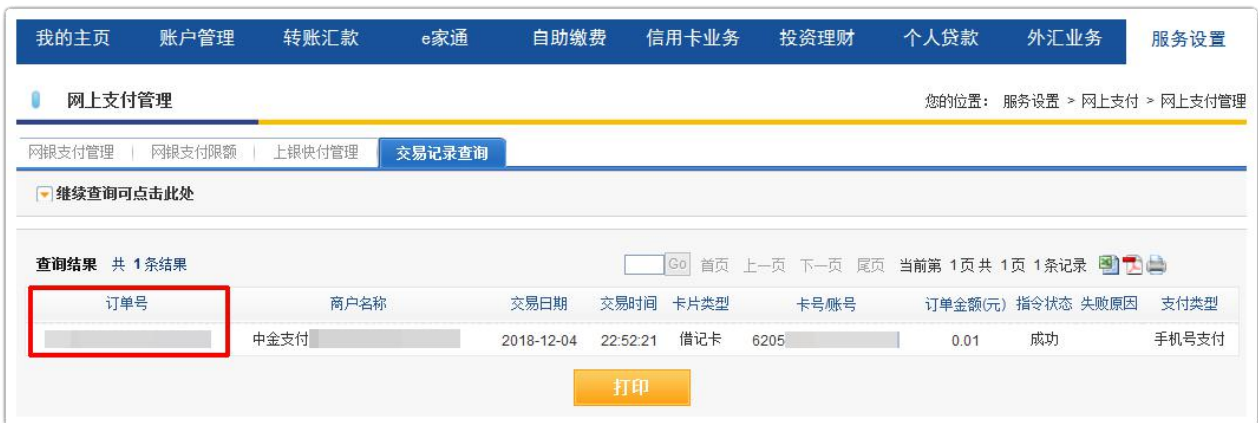 我的主页 账户管理 转账汇款 e家通 自助缴费 信用卡业务 投资理财 个人贷款 外汇业务 服务设置
网上支付管理 您的位置： 服务设置 > 网上支付 > 网上支付管理
网银支付管理 | 网银支付限额 | 上银快付管理 交易记录查询
继续查询可点击此处
查询结果 共 1条结果 Go 首页 上一页 下一页 尾页 当前第 1页共 1页 1条记录
订单号 商户名称 交易日期 交易时间 卡片类型 卡号/账号 订单金额(元) 指令状态 失败原因 支付类型
中金支付 2018-12-04 22:52:21 借记卡 6205 0.01 成功 手机号支付
打印